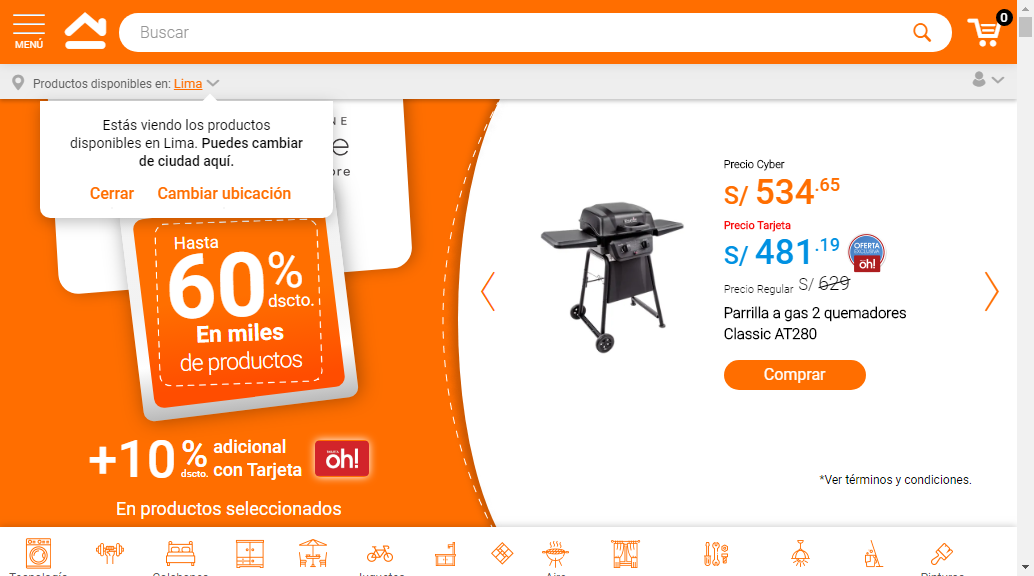 MENÚ
Buscar
0
Productos disponibles en: Lima
Estás viendo los productos
disponibles en Lima. Puedes cambiar
de ciudad aquí.
Cerrar Cambiar ubicación
Hasta
60%
dscto.
En miles
de productos
+10% dscto. adicional
con Tarjeta oh!
En productos seleccionados
Precio Cyber
S/ 534.65
Precio Tarjeta
S/ 481.19
OFERTA
EXCLUSIVA
oh!
Precio Regular S/ 629
Parrilla a gas 2 quemadores
Classic AT280
Comprar
*Ver términos y condiciones.
Tecnología Colchones Juguetes Aire Pinturas